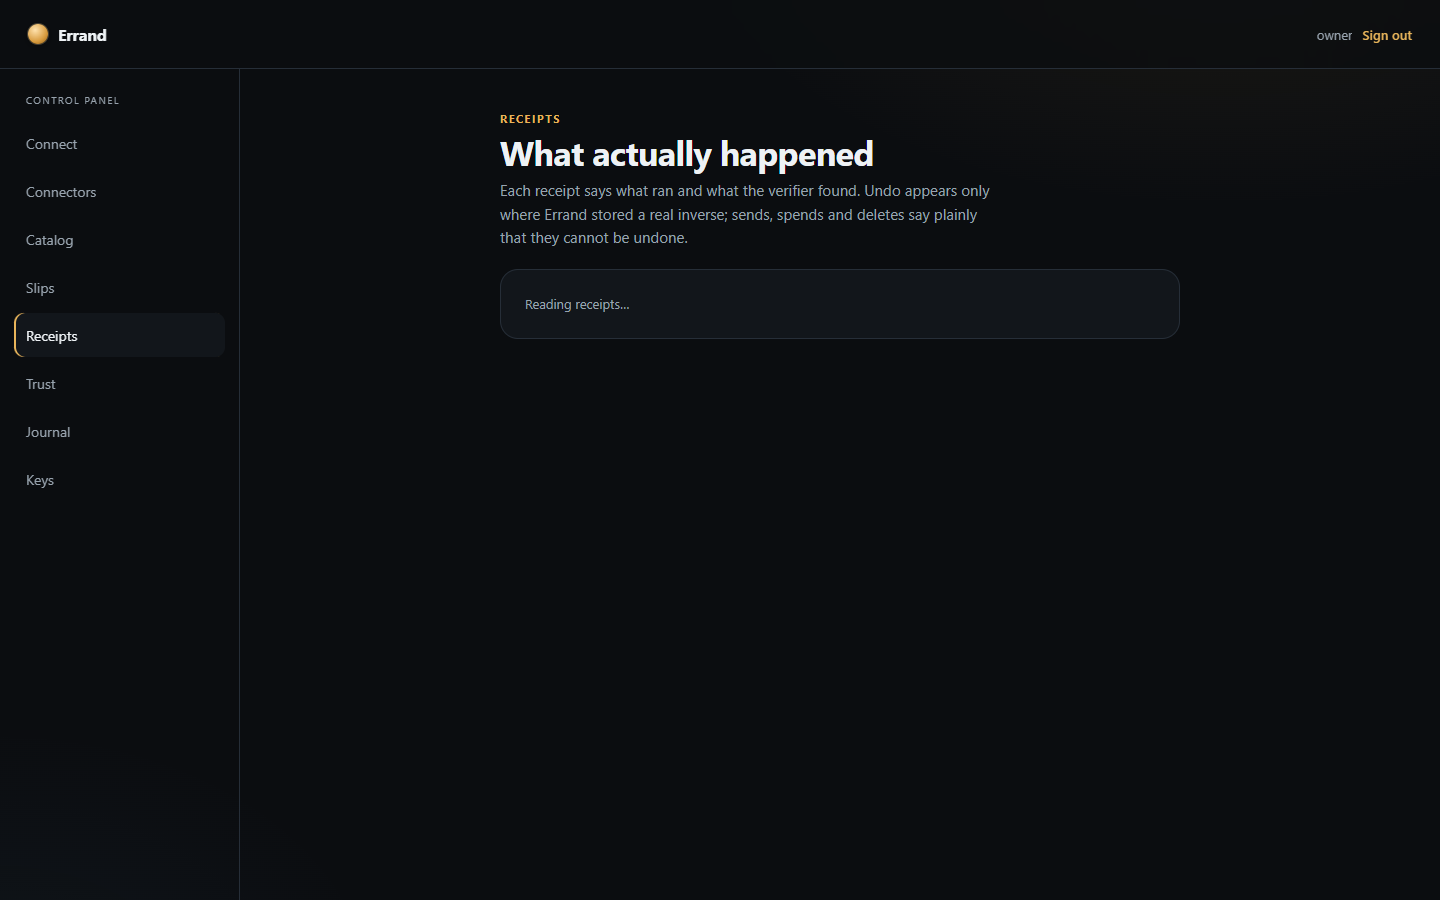 Errand
owner Sign out
CONTROL PANEL
Connect
Connectors
Catalog
Slips
Receipts
Trust
Journal
Keys
RECEIPTS
What actually happened
Each receipt says what ran and what the verifier found. Undo appears only
where Errand stored a real inverse; sends, spends and deletes say plainly
that they cannot be undone.
Reading receipts...